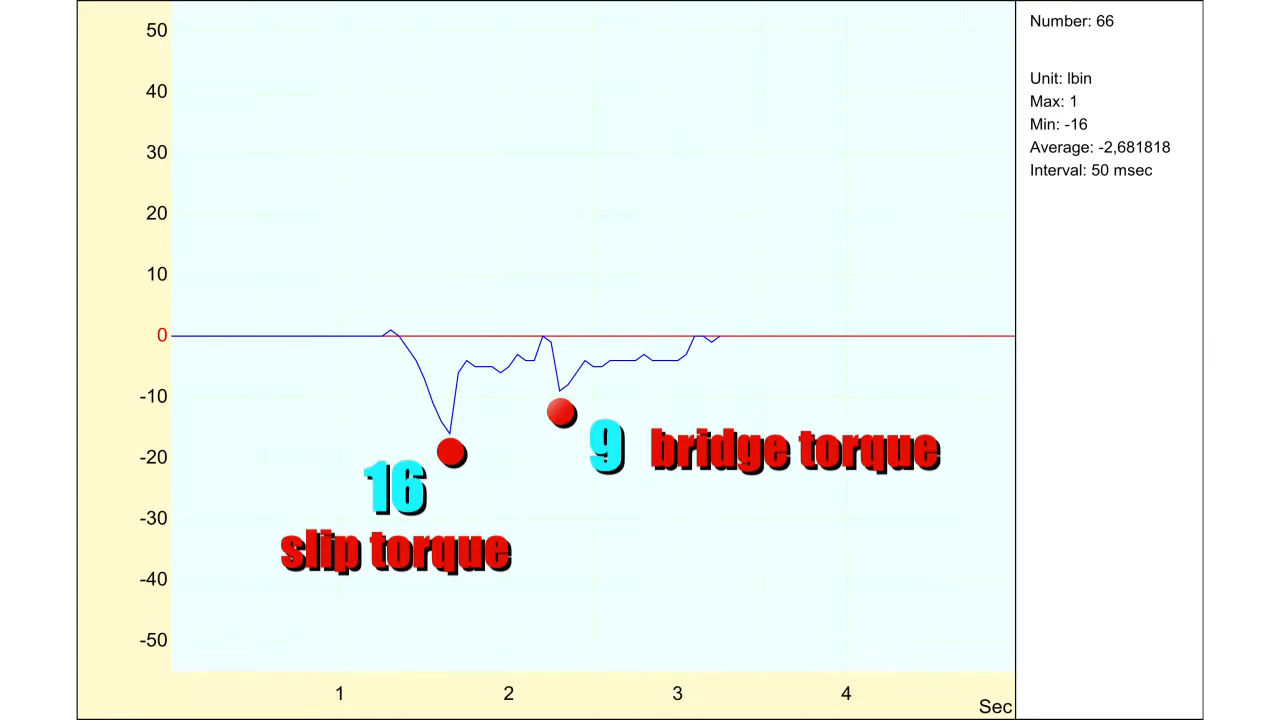 50
40
30
20
10
0
-10
-20
-30
-40
-50
1
2
3
4
Sec
16
slip torque
9 bridge torque
Number: 66
Unit: lbin
Max: 1
Min: -16
Average: -2,681818
Interval: 50 msec